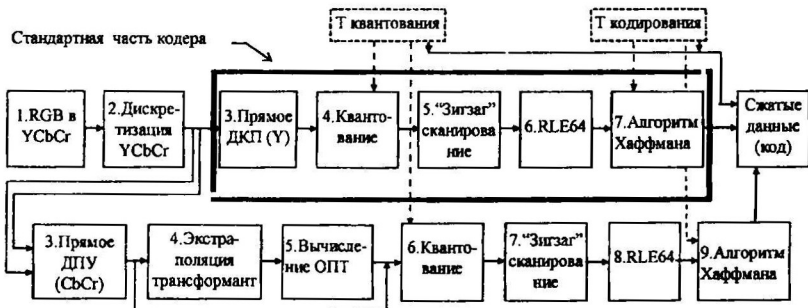 Т квантования
Т кодирования
Стандартная часть кодера
1.RGB в
YCbCr
2.Дискре-
тизация
YCbCr
3.Прямое
ДКП (Y)
4.Кванто-
вание
5."Зигзаг"
сканирова
ние
6.RLE64
7.Алгоритм
Хаффмана
Сжатые
данные
(код)
3.Прямое
ДПУ
(CbCr)
4.Экстра-
поляция
трансформант
5.Вычисле-
ние ОПТ
6.Кванто-
вание
7."Зигзаг"
сканирова
ние
8.RLE64
9.Алгоритм
Хаффмана